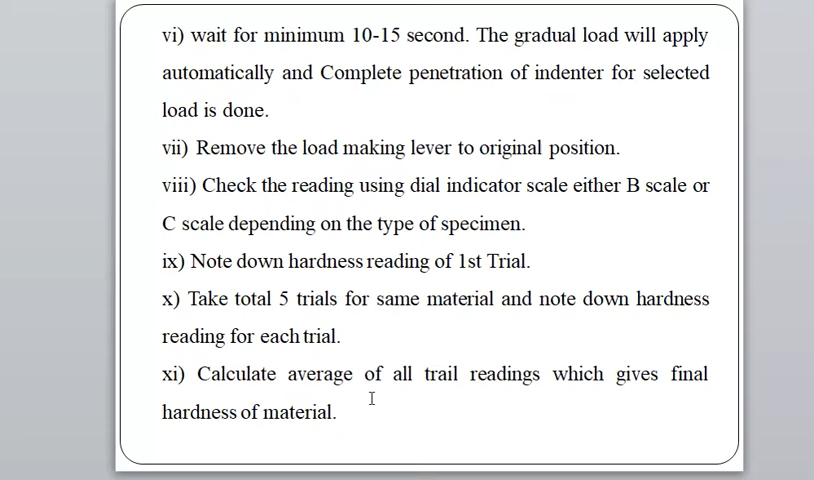 vi) wait for minimum 10-15 second. The gradual load will apply
automatically and Complete penetration of indenter for selected
load is done.
vii) Remove the load making lever to original position.
viii) Check the reading using dial indicator scale either B scale or
C scale depending on the type of specimen.
ix) Note down hardness reading of 1st Trial.
x) Take total 5 trials for same material and note down hardness
reading for each trial.
xi) Calculate average of all trail readings which gives final
hardness of material.